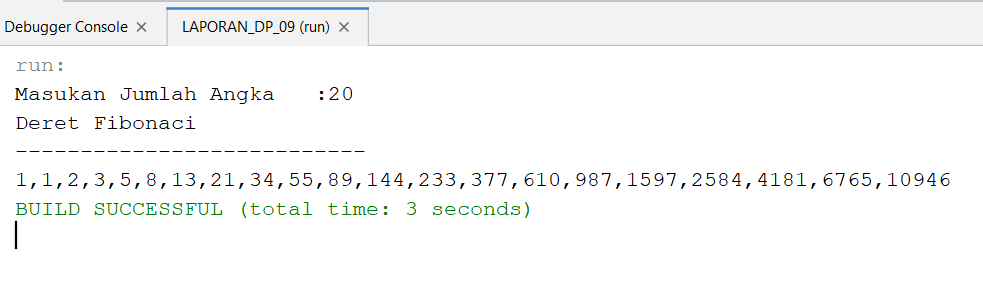 Debugger Console × LAPORAN_DP_09 (run) ×
run:
Masukan Jumlah Angka   :20
Deret Fibonaci
---------------------------
1,1,2,3,5,8,13,21,34,55,89,144,233,377,610,987,1597,2584,4181,6765,10946
BUILD SUCCESSFUL (total time: 3 seconds)